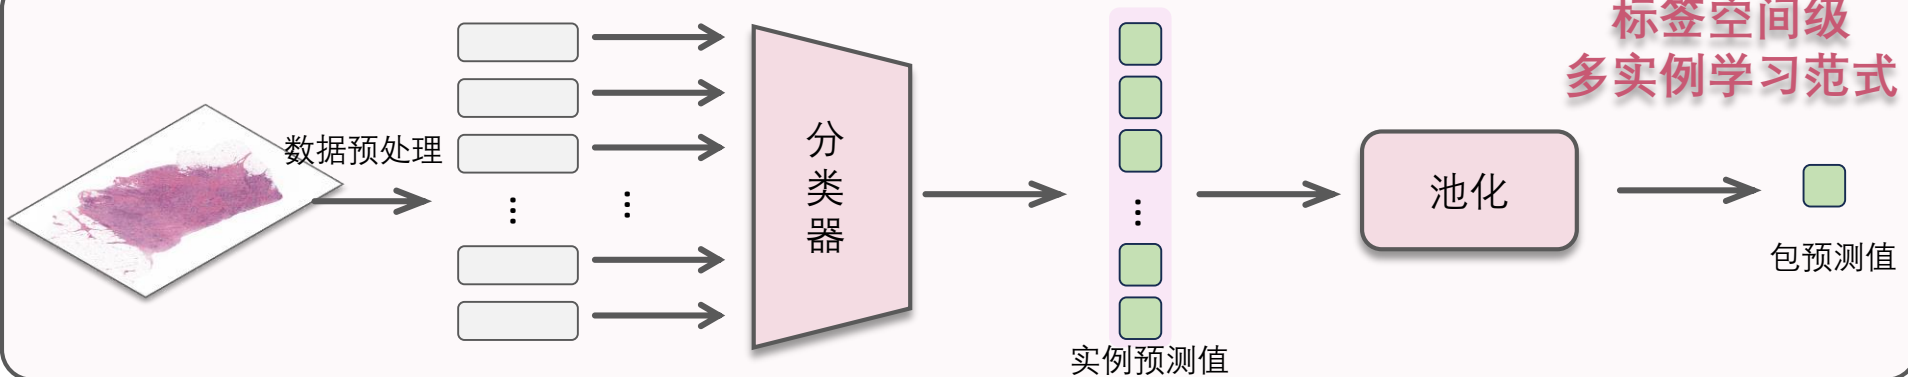 标签空间级
多实例学习范式
数据预处理
分类器
池化
包预测值
实例预测值